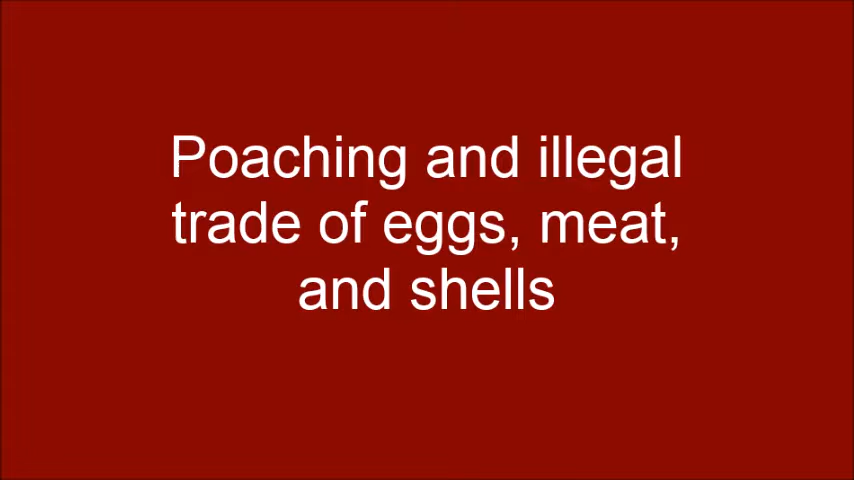 Poaching and illegal
trade of eggs, meat,
and shells